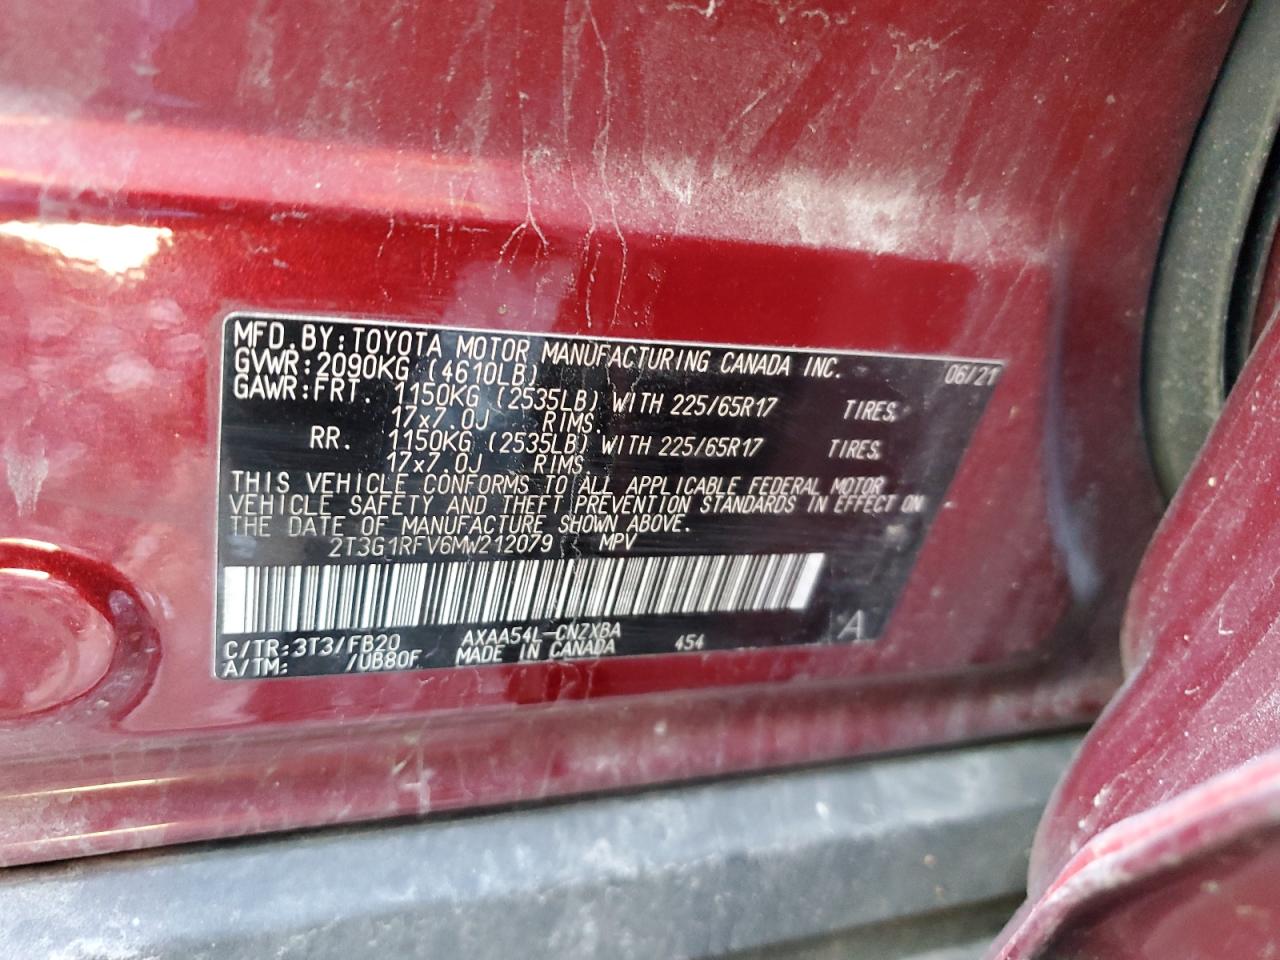 MFD.BY:TOYOTA MOTOR MANUFACTURING CANADA INC. 06/21
GVWR:2090KG (4610LB)
GAWR:FRT. 1150KG (2535LB) WITH 225/65R17 TIRES,
17x7.0J RIMS.
RR. 1150KG (2535LB) WITH 225/65R17 TIRES,
17x7.0J RIMS.
THIS VEHICLE CONFORMS TO ALL APPLICABLE FEDERAL MOTOR
VEHICLE SAFETY AND THEFT PREVENTION STANDARDS IN EFFECT ON
THE DATE OF MANUFACTURE SHOWN ABOVE.
2T3G1RFV6MW212079 MPV
C/TR:3T3/FB20 AXAA54L-CNZXBA 454 A
A/TM: /UB80F MADE IN CANADA